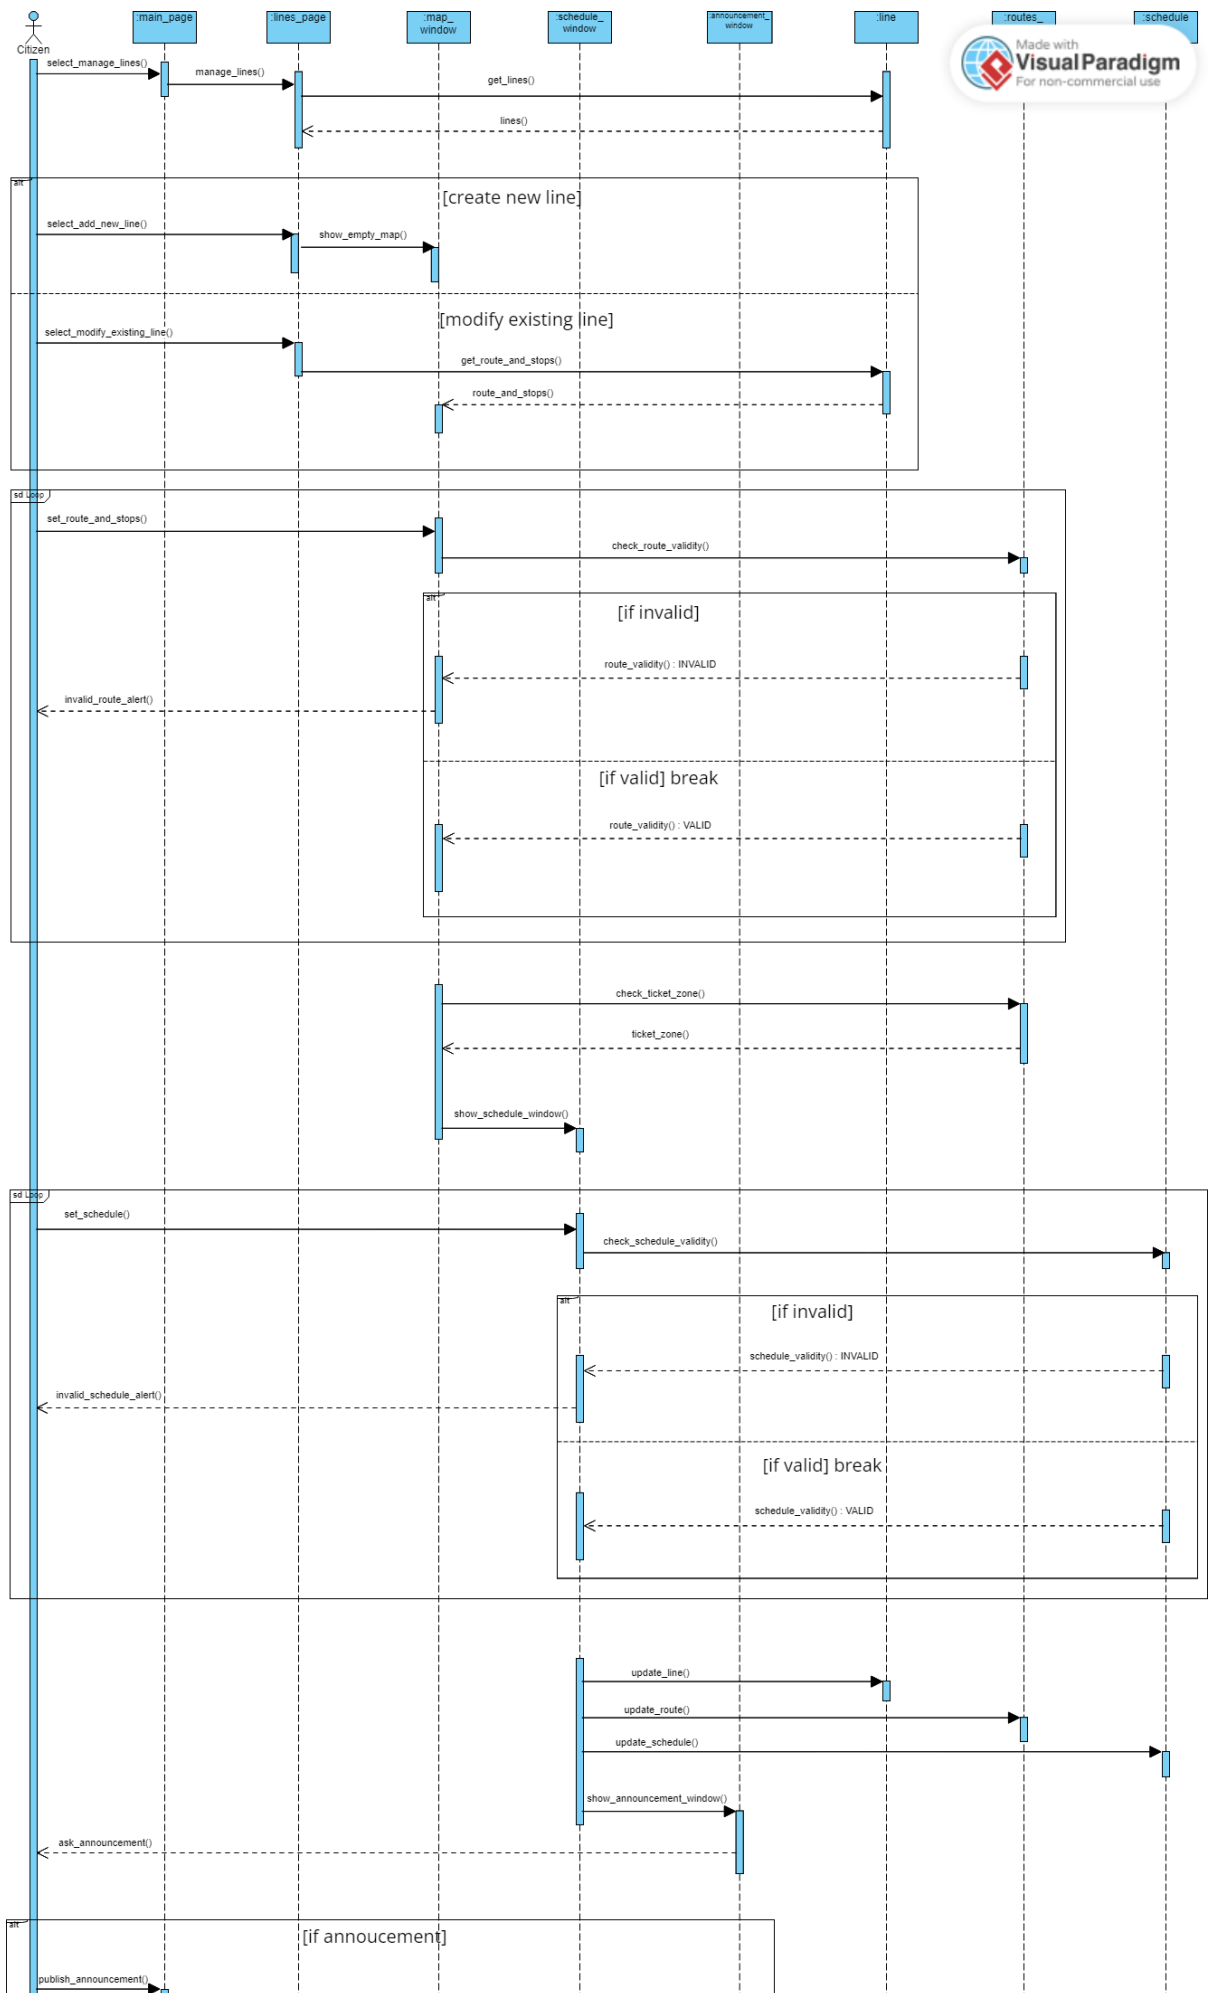 :main_page
:lines_page
:map_
window
:schedule_
window
:announcement_
window
:line
:routes_
:schedule
Made with
VisualParadigm
For non-commercial use
Citizen
select_manage_lines()
manage_lines()
get_lines()
lines()
alt
[create new line]
select_add_new_line()
show_empty_map()
[modify existing line]
select_modify_existing_line()
get_route_and_stops()
route_and_stops()
sd Loop
set_route_and_stops()
check_route_validity()
alt
[if invalid]
route_validity() : INVALID
invalid_route_alert()
[if valid] break
route_validity() : VALID
check_ticket_zone()
ticket_zone()
show_schedule_window()
sd Loop
set_schedule()
check_schedule_validity()
alt
[if invalid]
schedule_validity() : INVALID
invalid_schedule_alert()
[if valid] break
schedule_validity() : VALID
update_line()
update_route()
update_schedule()
show_announcement_window()
ask_announcement()
alt
[if annoucement]
publish_announcement()